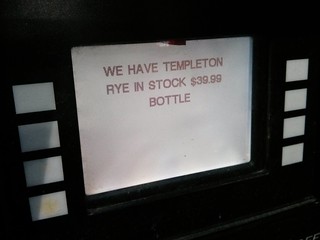 WE HAVE TEMPLETON
RYE IN STOCK $39.99
BOTTLE